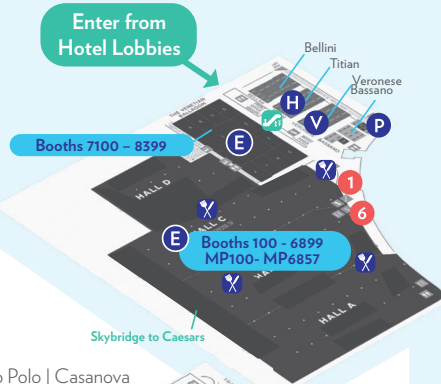 Enter from
Hotel Lobbies
Bellini
Titian
Veronese
Bassano
THE VENETIAN
BALLROOM
H
V
P
BASSANO
E
Booths 7100 – 8399
HALL D
1
6
HALL C
E
Booths 100 - 6899
MP100- MP6857
HALL A
Skybridge to Caesars
Polo | Casanova